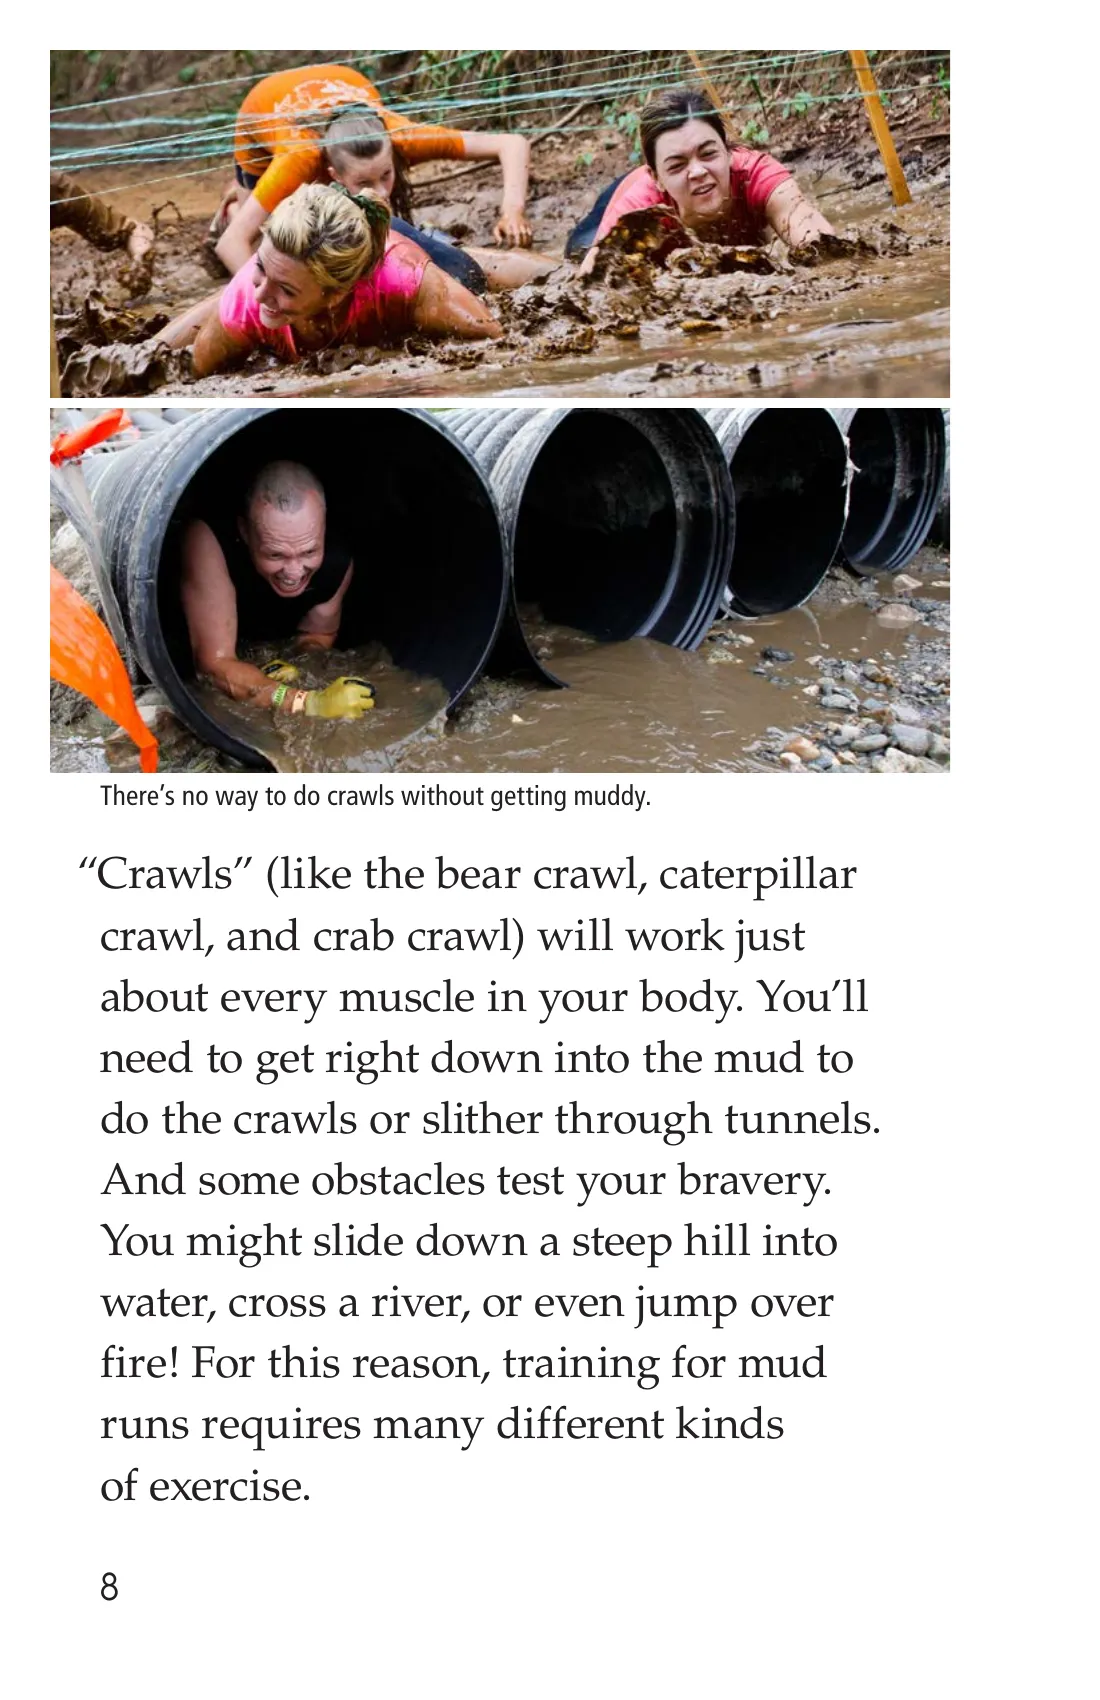 There’s no way to do crawls without getting muddy.
“Crawls” (like the bear crawl, caterpillar
crawl, and crab crawl) will work just
about every muscle in your body. You’ll
need to get right down into the mud to
do the crawls or slither through tunnels.
And some obstacles test your bravery.
You might slide down a steep hill into
water, cross a river, or even jump over
fire! For this reason, training for mud
runs requires many different kinds
of exercise.
8